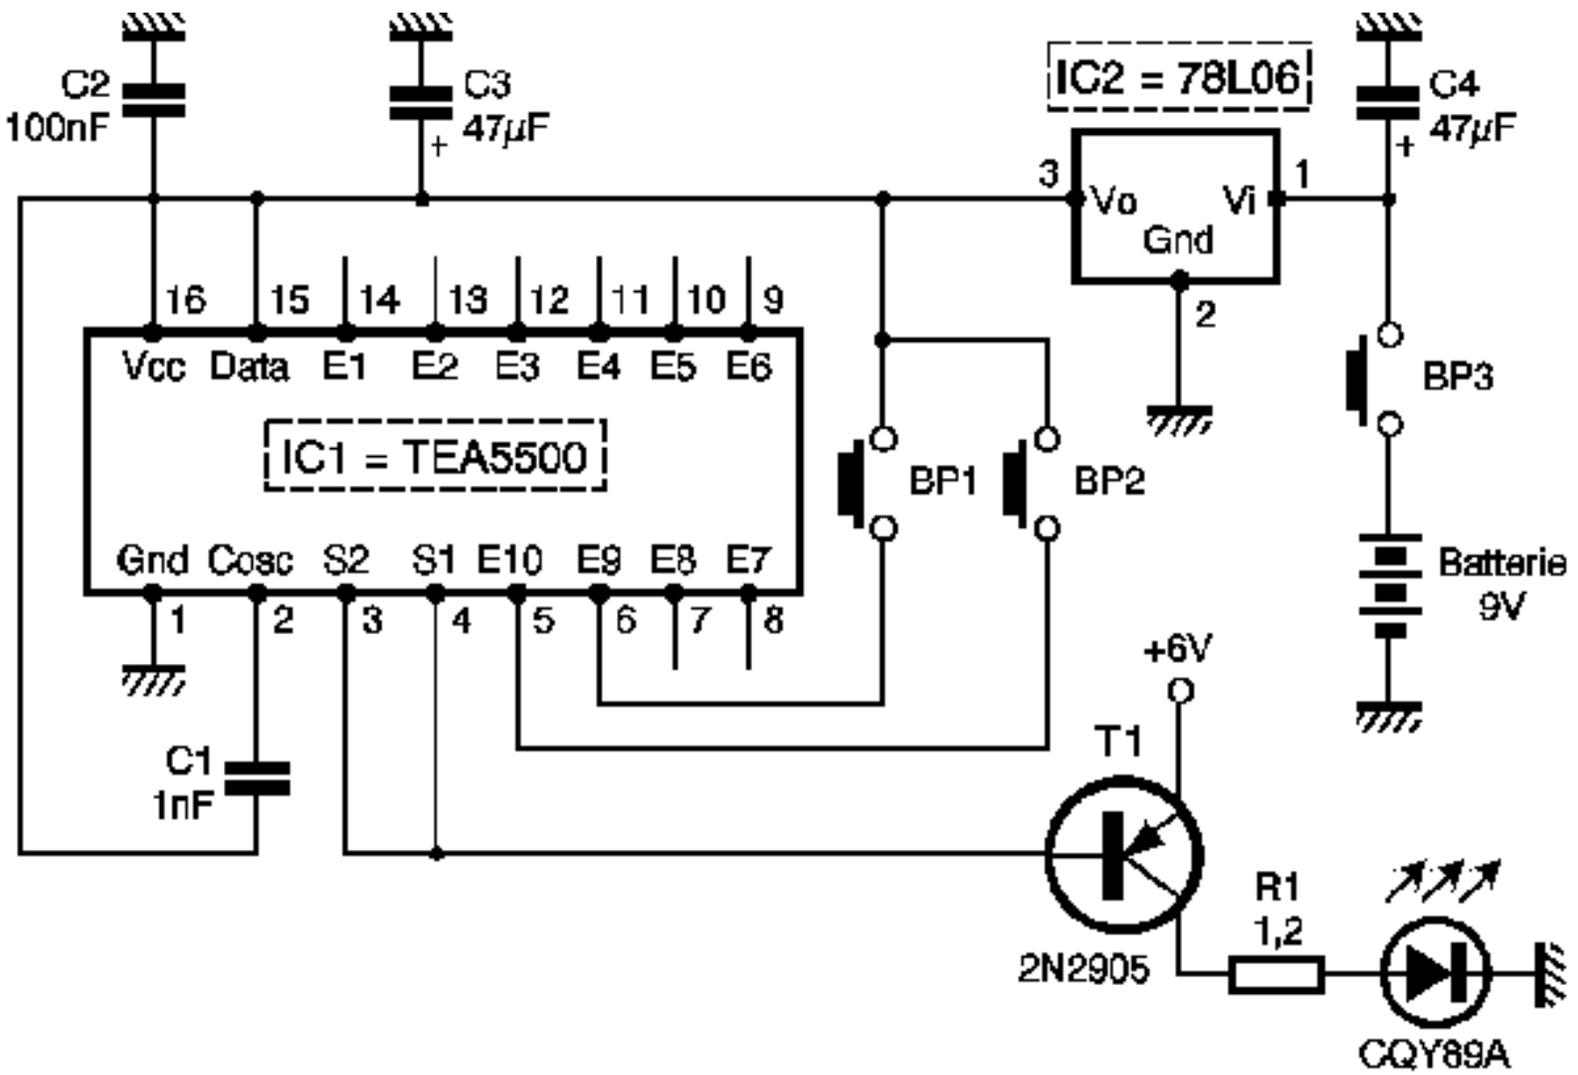 C2
100nF
C3
47µF
+
IC2 = 78L06
C4
47µF
+
3
Vo
Vi
1
Gnd
2
16
15
14
13
12
11
10
9
Vcc
Data
E1
E2
E3
E4
E5
E6
IC1 = TEA5500
BP1
BP2
BP3
Gnd
Cosc
S2
S1
E10
E9
E8
E7
1
2
3
4
5
6
7
8
Batterie
9V
+6V
T1
C1
1nF
2N2905
R1
1,2
CQY89A